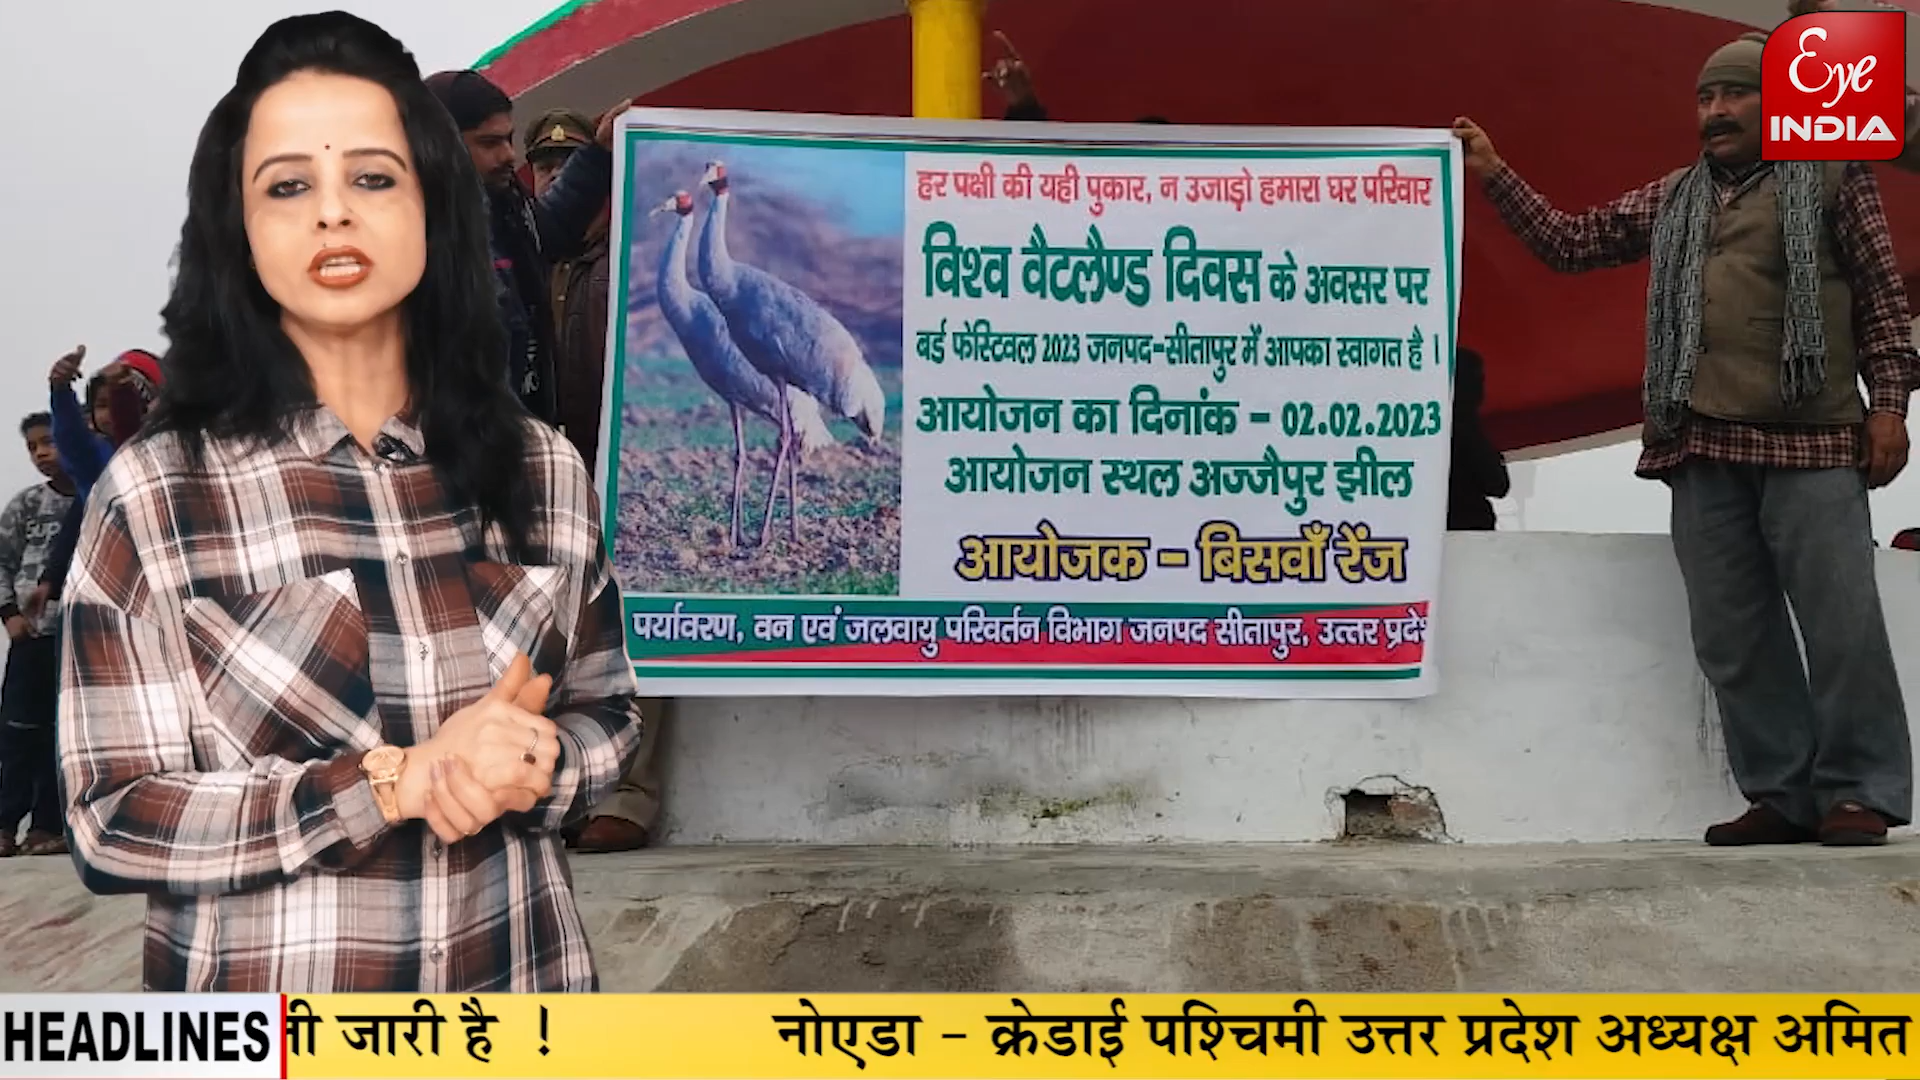 Eye
INDIA
हर पक्षी की यही पुकार, न उजाड़ो हमारा घर परिवार
विश्व वैटलैण्ड दिवस के अवसर पर
बर्ड फेस्टिवल 2023 जनपद-सीतापुर में आपका स्वागत है ।
आयोजन का दिनांक - 02.02.2023
आयोजन स्थल अज्जैपुर झील
आयोजक - बिसवाँ रेंज
पर्यावरण, वन एवं जलवायु परिवर्तन विभाग जनपद सीतापुर, उत्तर
HEADLINES
जारी है ! नोएडा - क्रेडाई पश्चिमी उत्तर प्रदेश अध्यक्ष अमित